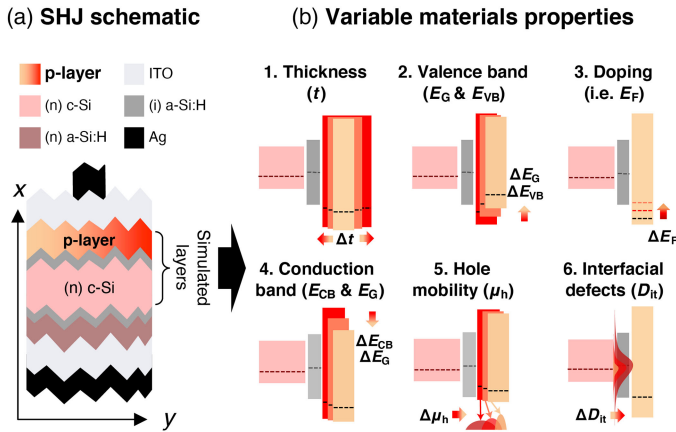 (a) SHJ schematic
p-layer
ITO
(n) c-Si
(i) a-Si:H
(n) a-Si:H
Ag
x
p-layer
(n) c-Si
Simulated
layers
y
(b) Variable materials properties
1. Thickness
(t)
Δt
2. Valence band
(EG & EVB)
ΔEG
ΔEVB
3. Doping
(i.e. EF)
ΔEF
4. Conduction
band (ECB & EG)
ΔECB
ΔEG
5. Hole
mobility (μh)
Δμh
6. Interfacial
defects (Dit)
ΔDit